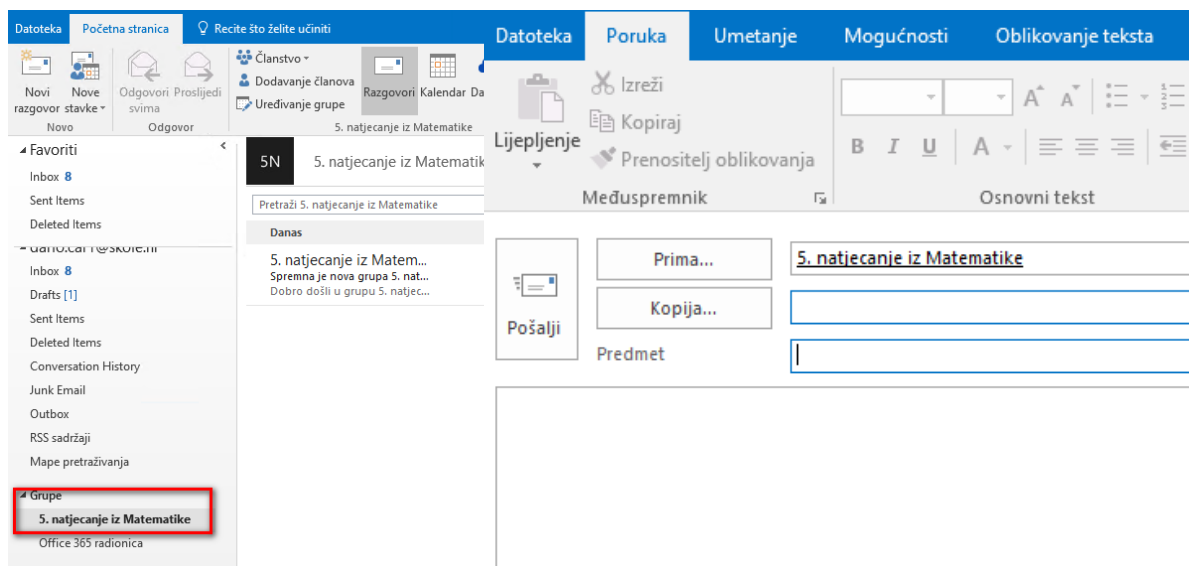 Datoteka Početna stranica Recite što želite učiniti
Novi razgovor
Nove stavke
Odgovori svima
Proslijedi
Članstvo
Dodavanje članova
Uređivanje grupe
Razgovori Kalendar Da
Novo Odgovor 5. natjecanje iz Matematike
Favoriti
Inbox 8
Sent Items
Deleted Items
Inbox 8
Drafts [1]
Sent Items
Deleted Items
Conversation History
Junk Email
Outbox
RSS sadržaji
Mape pretraživanja
Grupe
5. natjecanje iz Matematike
Office 365 radionica
5N 5. natjecanje iz Matematik
Pretraži 5. natjecanje iz Matematike
Danas
5. natjecanje iz Matem...
Spremna je nova grupa 5. nat...
Dobro došli u grupu 5. natjec...
Datoteka Poruka Umetanje Mogućnosti Oblikovanje teksta
Lijepljenje
Izreži
Kopiraj
Prenositelj oblikovanja
B I U A
Međuspremnik Osnovni tekst
Pošalji
Prima... 5. natjecanje iz Matematike
Kopija...
Predmet